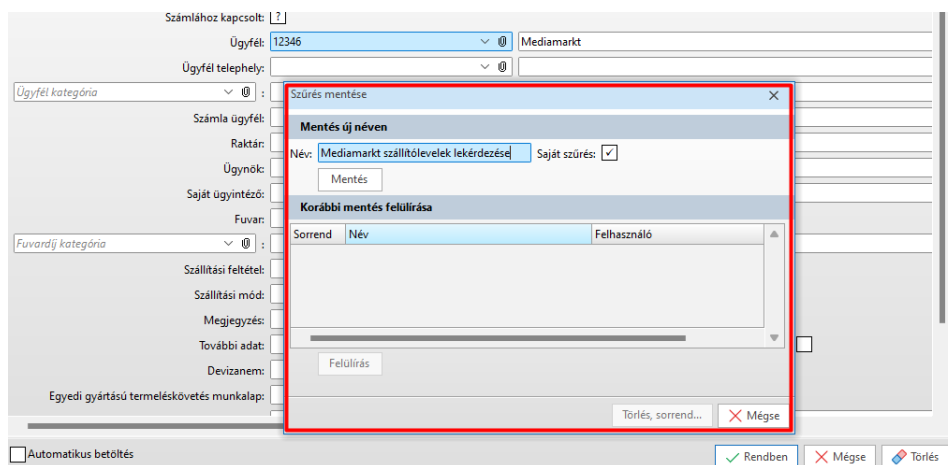 Számlához kapcsolt: ?
Ügyfél: 12346 Mediamarkt
Ügyfél telephely:
Ügyfél kategória :
Számla ügyfél:
Raktár:
Ügynök:
Saját ügyintéző:
Fuvar:
Fuvardíj kategória :
Szállítási feltétel:
Szállítási mód:
Megjegyzés:
További adat:
Devizanem:
Egyedi gyártású termeléskövetés munkalap:
Szűrés mentése
Mentés új néven
Név: Mediamarkt szállítólevelek lekérdezése Saját szűrés:
Mentés
Korábbi mentés felülírása
Sorrend Név Felhasználó
Felülírás
Törlés, sorrend... Mégse
Automatikus betöltés Rendben Mégse Törlés